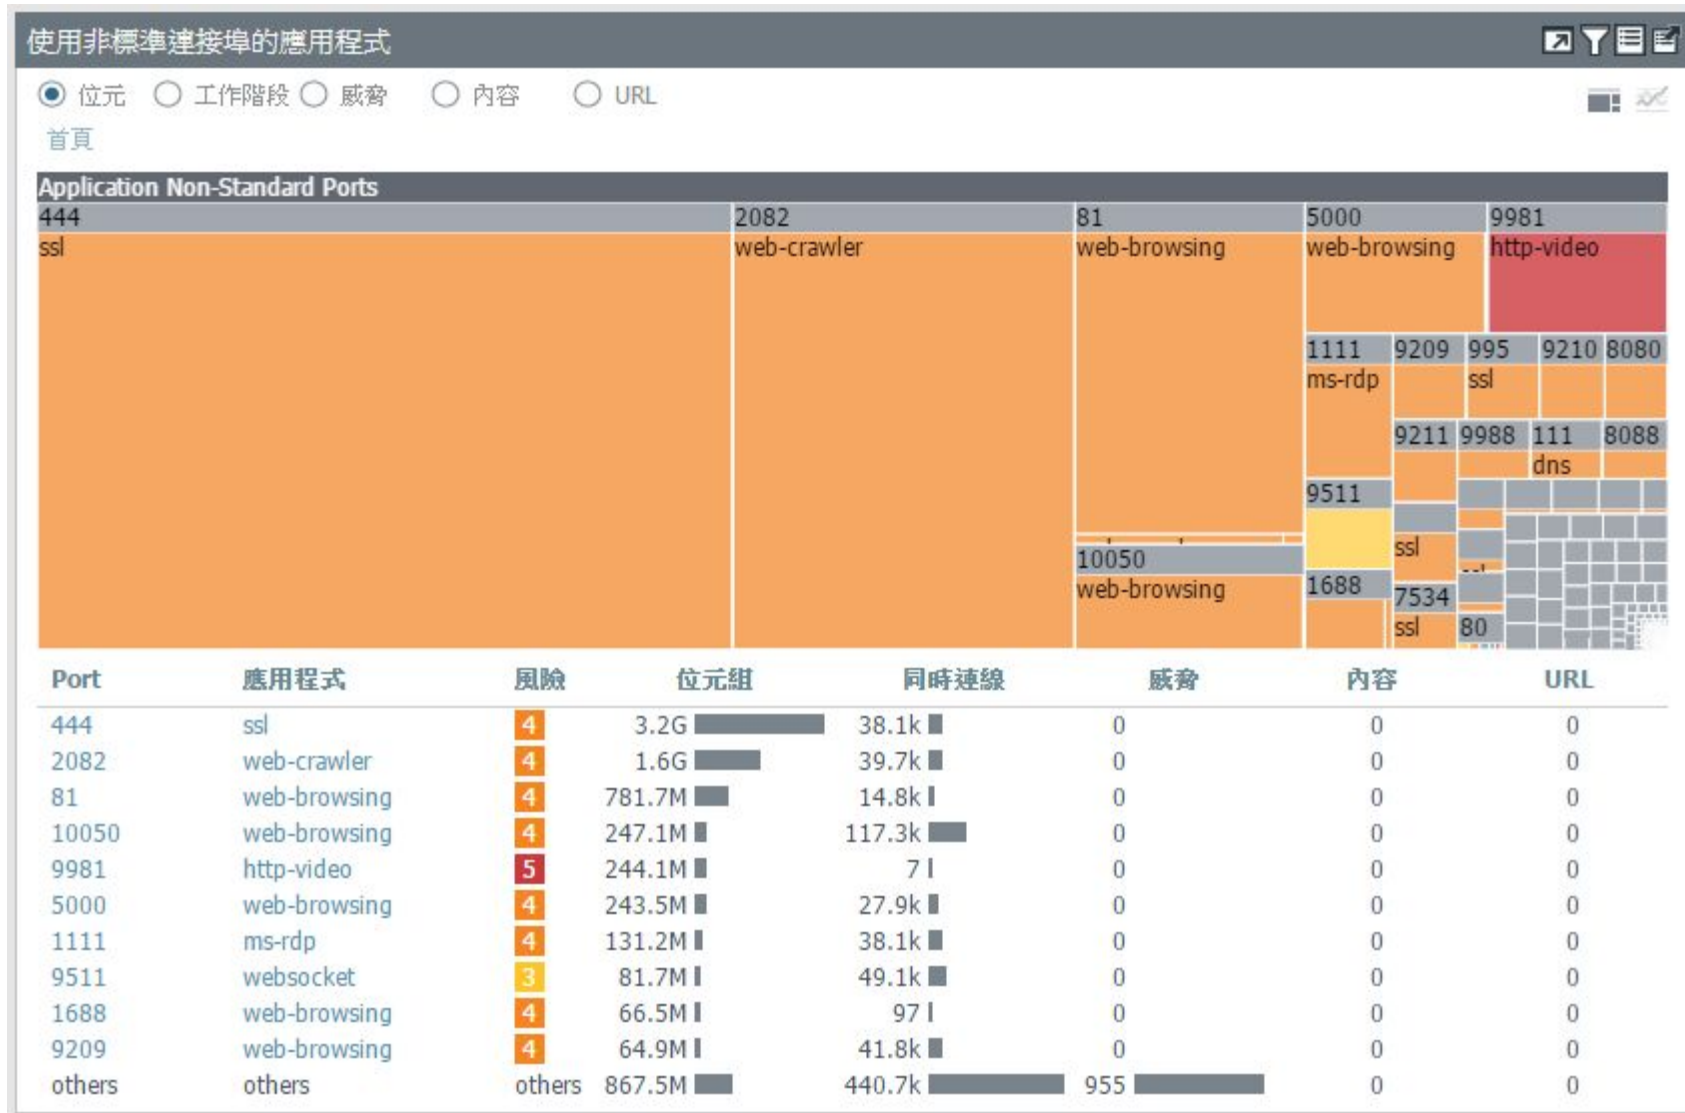 使用非標準連接埠的應用程式
位元 工作階段 威脅 內容 URL
首頁
Application Non-Standard Ports
444 2082 81 5000 9981
ssl web-crawler web-browsing web-browsing http-video
1111 9209 995 9210 8080
ms-rdp ssl
9211 9988 111 8088
dns
9511
ssl
10050
web-browsing
1688 7534
ssl 80
Port 應用程式 風險 位元組 同時連線 威脅 內容 URL
444 ssl 4 3.2G 38.1k 0 0 0
2082 web-crawler 4 1.6G 39.7k 0 0 0
81 web-browsing 4 781.7M 14.8k 0 0 0
10050 web-browsing 4 247.1M 117.3k 0 0 0
9981 http-video 5 244.1M 7 0 0 0
5000 web-browsing 4 243.5M 27.9k 0 0 0
1111 ms-rdp 4 131.2M 38.1k 0 0 0
9511 websocket 3 81.7M 49.1k 0 0 0
1688 web-browsing 4 66.5M 97 0 0 0
9209 web-browsing 4 64.9M 41.8k 0 0 0
others others others 867.5M 440.7k 955 0 0